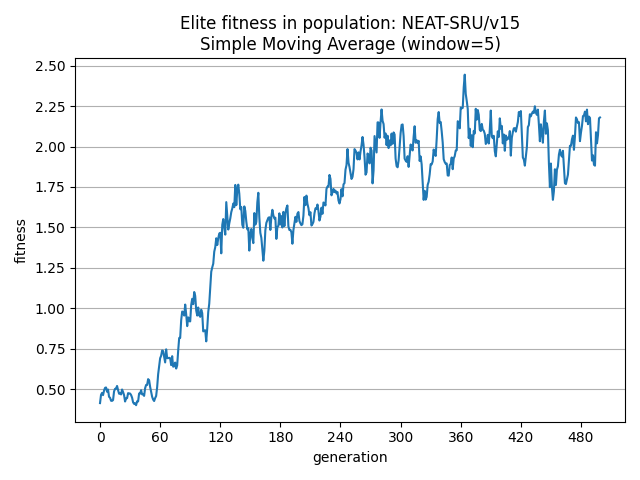 Elite fitness in population: NEAT-SRU/v15
Simple Moving Average (window=5)
2.50
2.25
2.00
1.75
1.50
1.25
1.00
0.75
0.50
fitness
0 60 120 180 240 300 360 420 480
generation